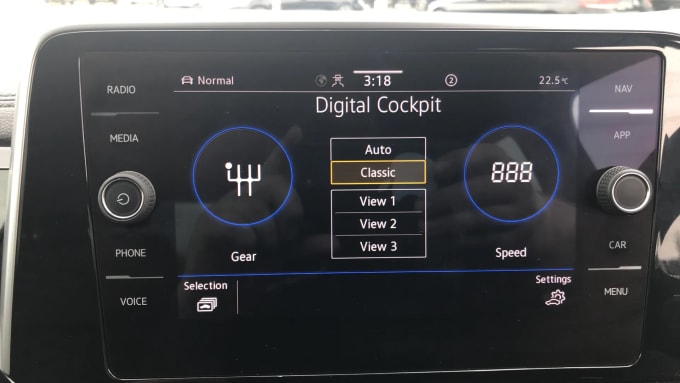 RADIO
MEDIA
PHONE
VOICE
Normal
3:18
2
22.5°C
Digital Cockpit
Auto
Classic
View 1
View 2
View 3
Gear
888
Speed
Selection
Settings
NAV
APP
CAR
MENU